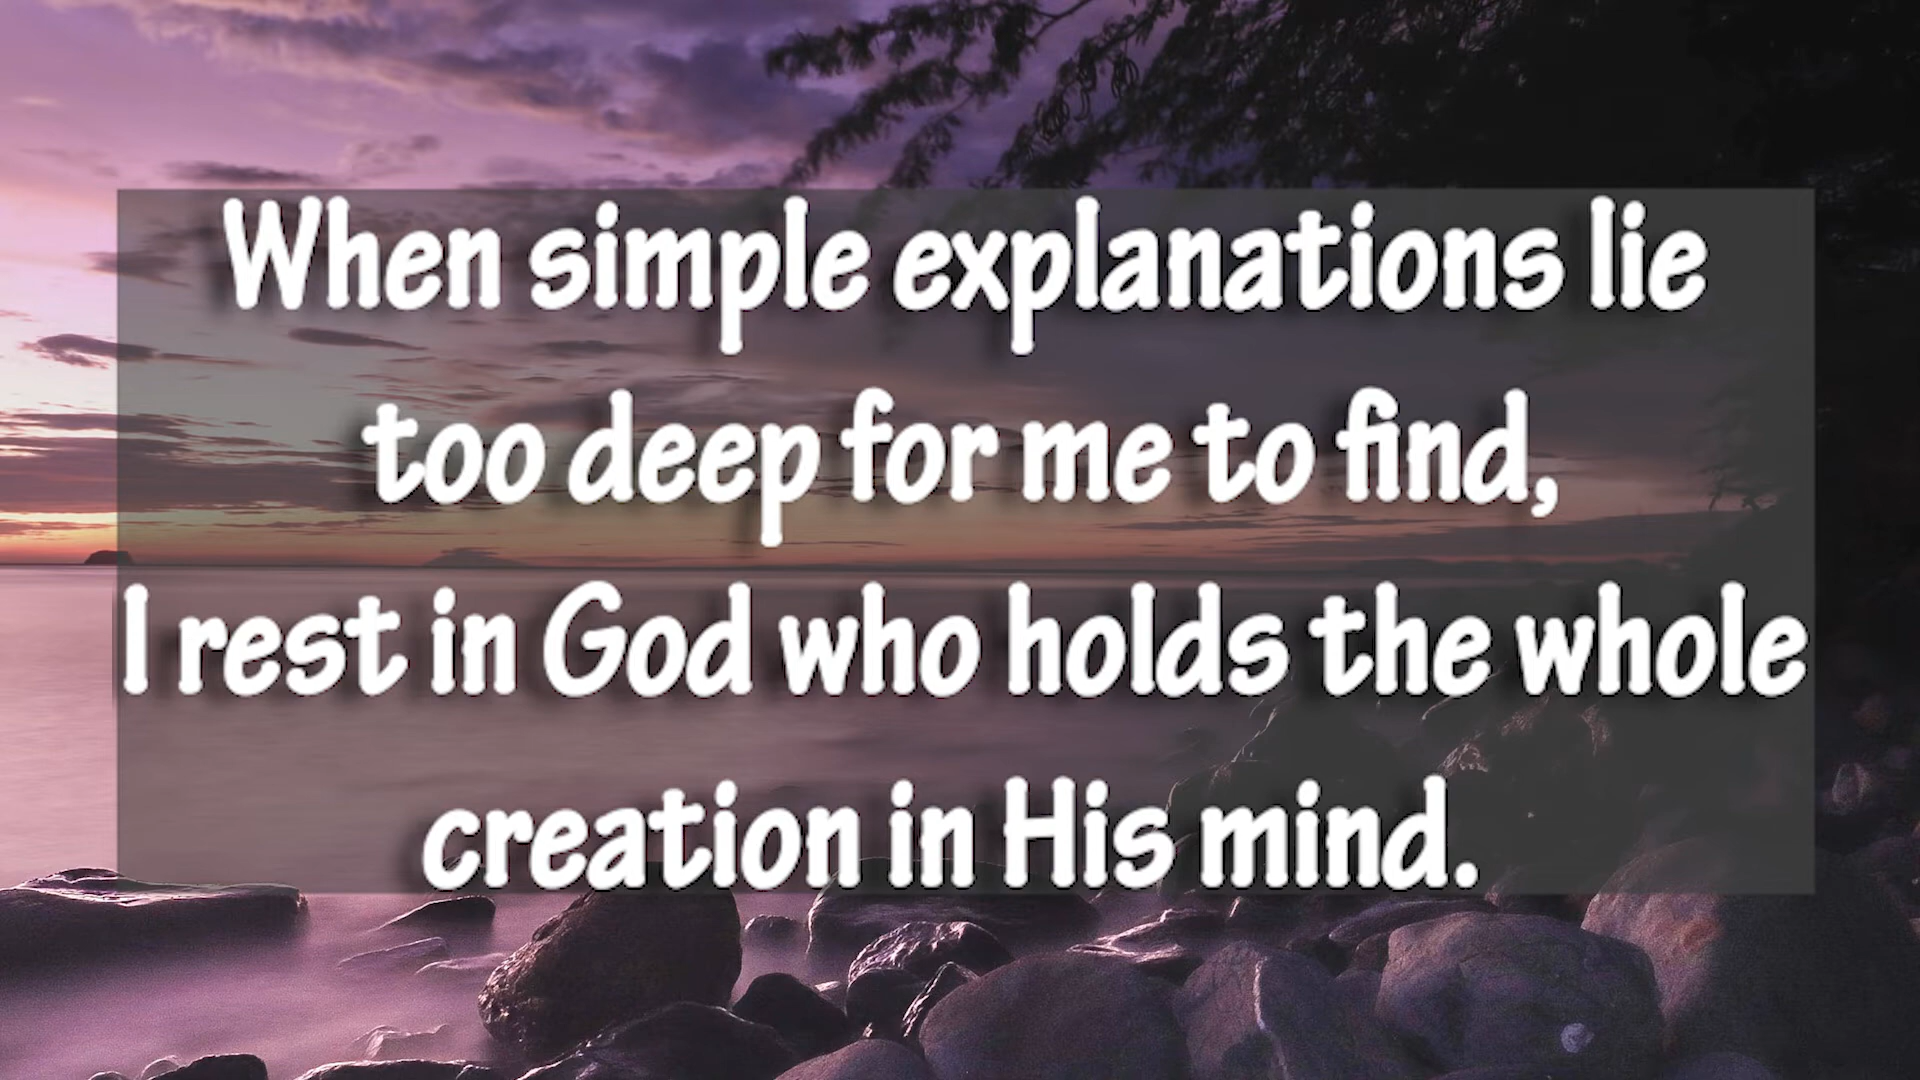 When simple explanations lie
too deep for me to find,
I rest in God who holds the whole
creation in His mind.